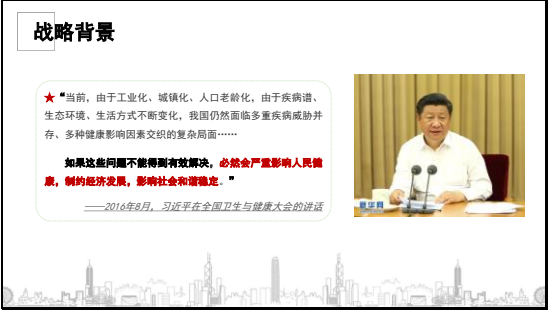 战略背景
★“当前，由于工业化、城镇化、人口老龄化，由于疾病谱、
生态环境、生活方式不断变化，我国仍然面临多重疾病威胁并
存、多种健康影响因素交织的复杂局面……
如果这些问题不能得到有效解决，必然会严重影响人民健
康，制约经济发展，影响社会和谐稳定。”
——2016年8月，习近平在全国卫生与健康大会的讲话
新华网